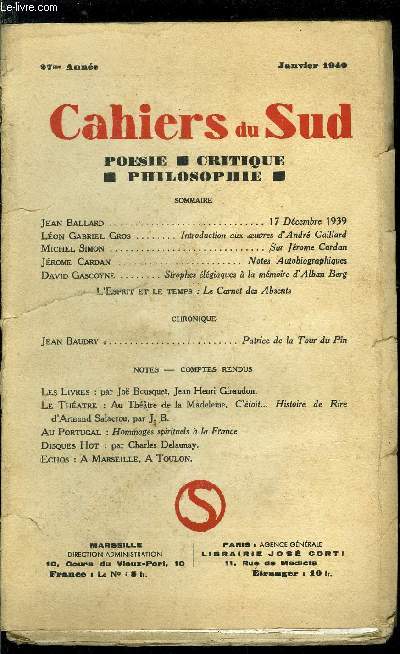 Le-livre.com
27me Année Janvier 1940
Cahiers du Sud
POESIE ■ CRITIQUE
■ PHILOSOPHIE ■
SOMMAIRE
JEAN BALLARD ........ 17 Décembre 1939
LÉON GABRIEL GROS ........ Introduction aux œuvres d'André Gaillard
MICHEL SIMON ........ Sur Jérome Cardan
JÉROME CARDAN ........ Notes Autobiographiques
DAVID GASCOYNE ........ Strophes élégiaques à la mémoire d'Alban Berg
L'ESPRIT ET LE TEMPS : Le Carnet des Absents
CHRONIQUE
JEAN BAUDRY ........ Patrice de la Tour du Pin
NOTES — COMPTES RENDUS
LES LIVRES : par Joë Bousquet, Jean Henri Giraudon.
LE THÉATRE : Au Théâtre de la Madeleine, C'était... Histoire de Rire
d'Armand Salacrou, par J. B.
AU PORTUGAL : Hommages spirituels à la France
DISQUES HOT : par Charles Delaunay.
ECHOS : A MARSEILLE, A TOULON.
S
MARSEILLE PARIS : AGENCE GÉNÉRALE
DIRECTION ADMINISTRATION LIBRAIRIE JOSÉ CORTI
10, Cours du Vieux-Port, 10 11, Rue de Médicis
France : Le No : 8 fr. Étranger : 10 fr.